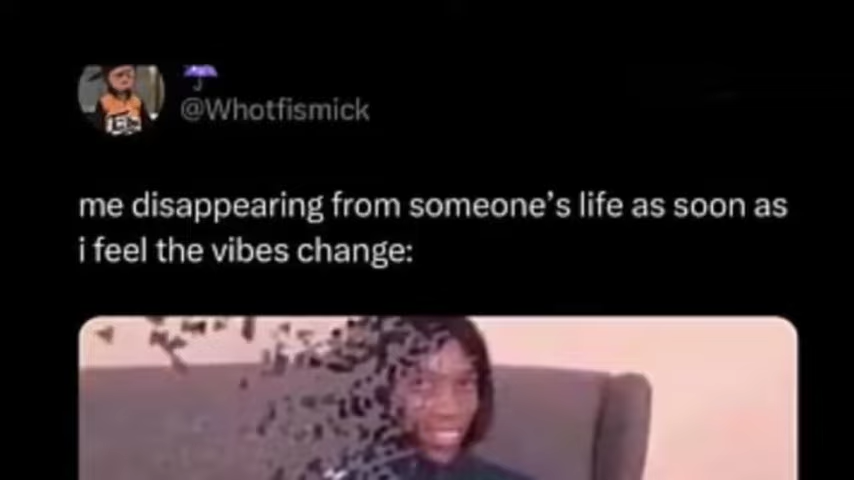 @Whotfismick
me disappearing from someone's life as soon as
i feel the vibes change: